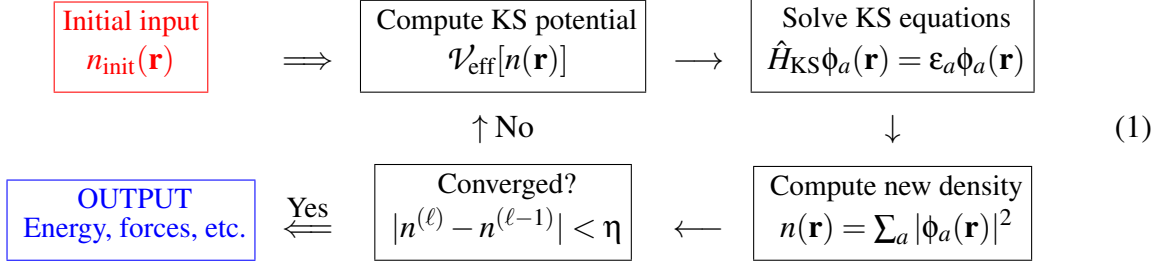 Initial input
n_init(𝐫)
⟹
Compute KS potential
𝒱_eff[n(𝐫)]
⟶
Solve KS equations
Ĥ_KS ϕ_a(𝐫) = ε_a ϕ_a(𝐫)
↑ No
↓
(1)
OUTPUT
Energy, forces, etc.
Yes
⟸
Converged?
|n^(ℓ) − n^(ℓ−1)| < η
⟵
Compute new density
n(𝐫) = ∑_a |ϕ_a(𝐫)|²